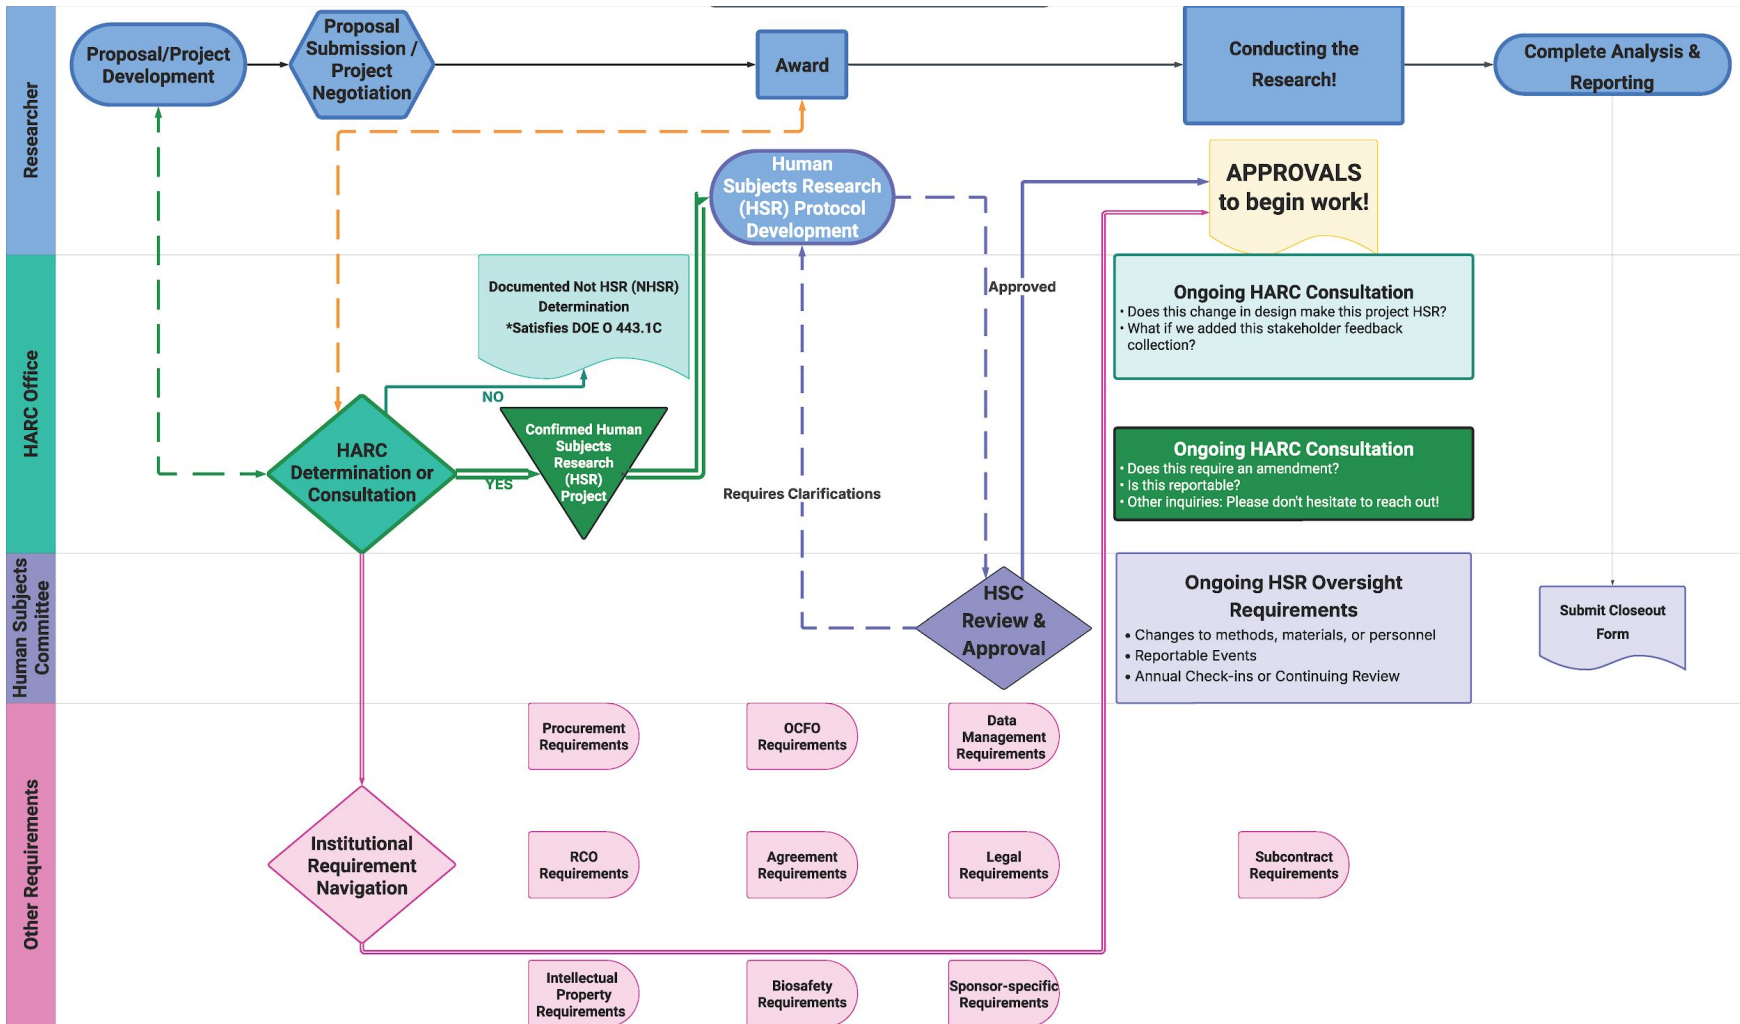 Researcher
Proposal/Project
Development
Proposal
Submission /
Project
Negotiation
Award
Conducting the
Research!
Complete Analysis &
Reporting
Human
Subjects Research
(HSR) Protocol
Development
APPROVALS
to begin work!
HARC Office
Documented Not HSR (NHSR)
Determination
*Satisfies DOE O 443.1C
NO
HARC
Determination or
Consultation
YES
Confirmed Human
Subjects
Research
(HSR)
Project
Requires Clarifications
Approved
Ongoing HARC Consultation
• Does this change in design make this project HSR?
• What if we added this stakeholder feedback
collection?
Ongoing HARC Consultation
• Does this require an amendment?
• Is this reportable?
• Other inquiries: Please don't hesitate to reach out!
Human Subjects
Committee
HSC
Review &
Approval
Ongoing HSR Oversight
Requirements
• Changes to methods, materials, or personnel
• Reportable Events
• Annual Check-ins or Continuing Review
Submit Closeout
Form
Other Requirements
Institutional
Requirement
Navigation
Procurement
Requirements
OCFO
Requirements
Data
Management
Requirements
RCO
Requirements
Agreement
Requirements
Legal
Requirements
Subcontract
Requirements
Intellectual
Property
Requirements
Biosafety
Requirements
Sponsor-specific
Requirements